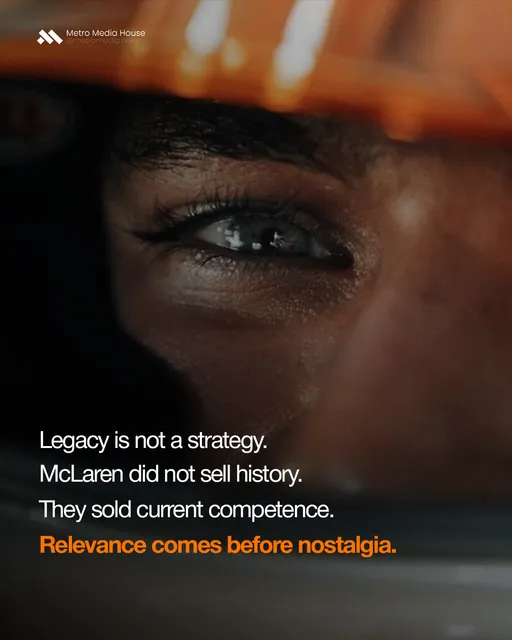 Metro Media House
Legacy is not a strategy.
McLaren did not sell history.
They sold current competence.
Relevance comes before nostalgia.